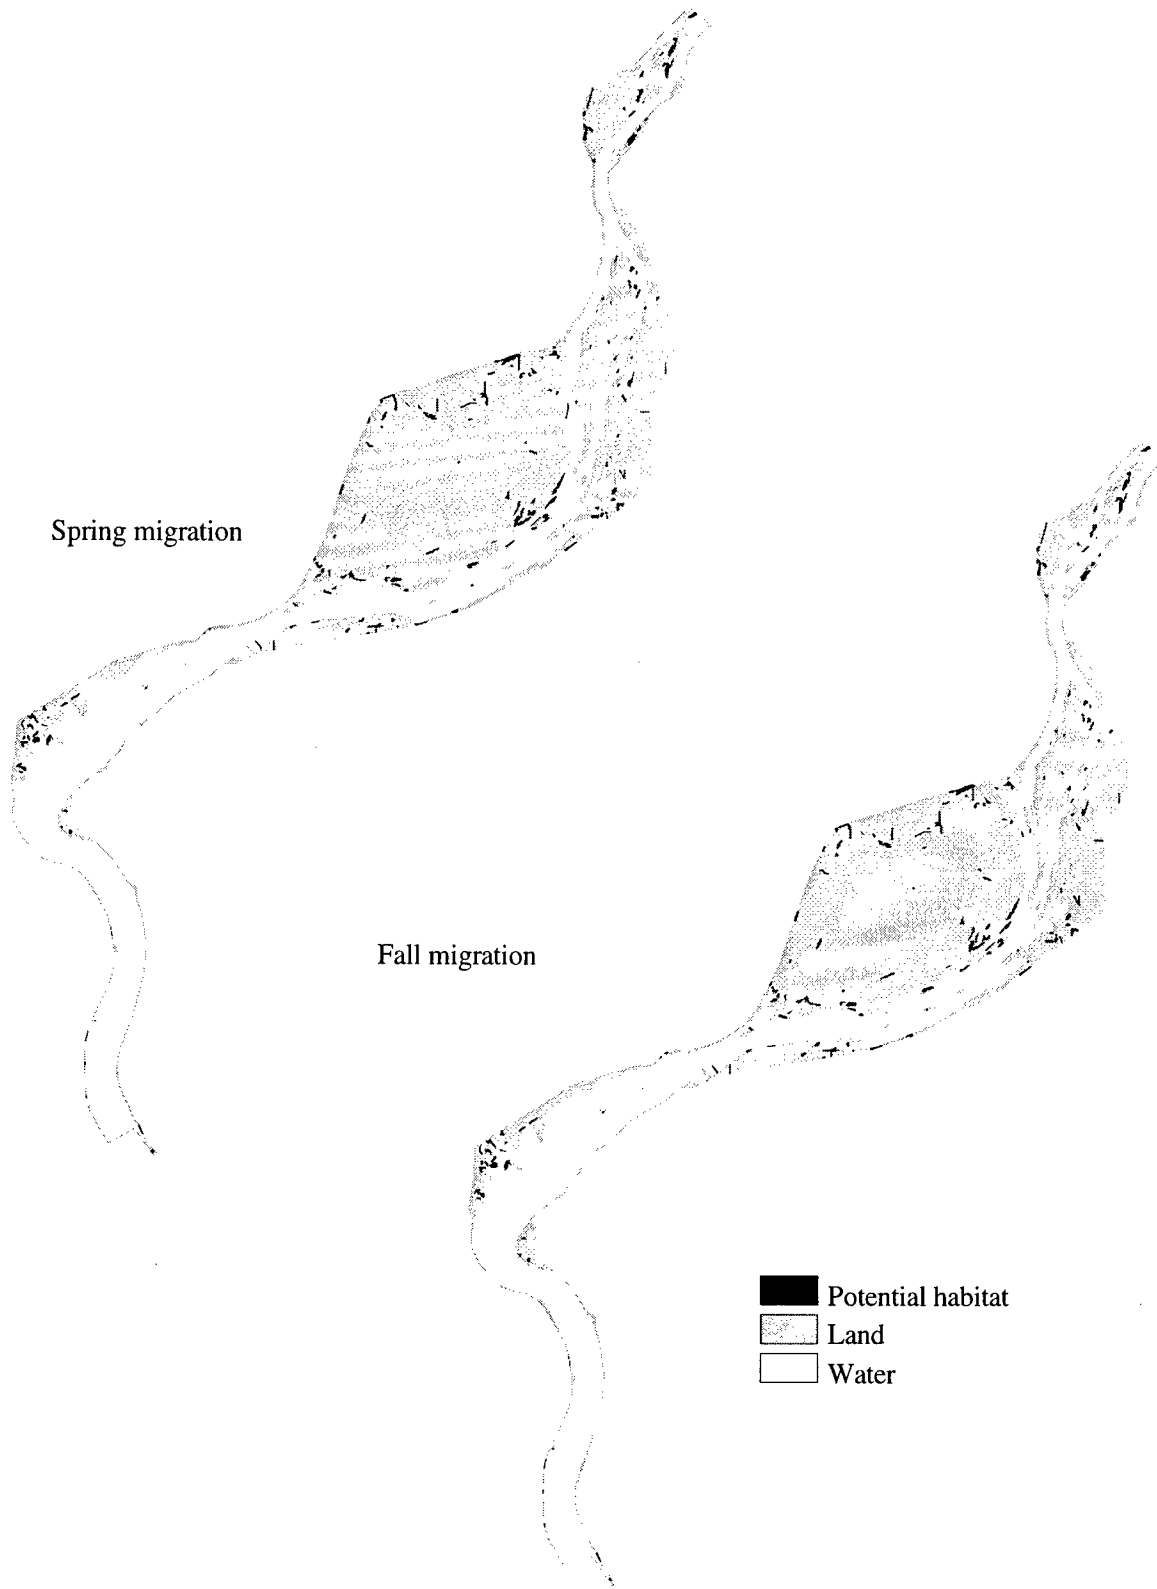 Spring migration
Fall migration
Potential habitat
Land
Water